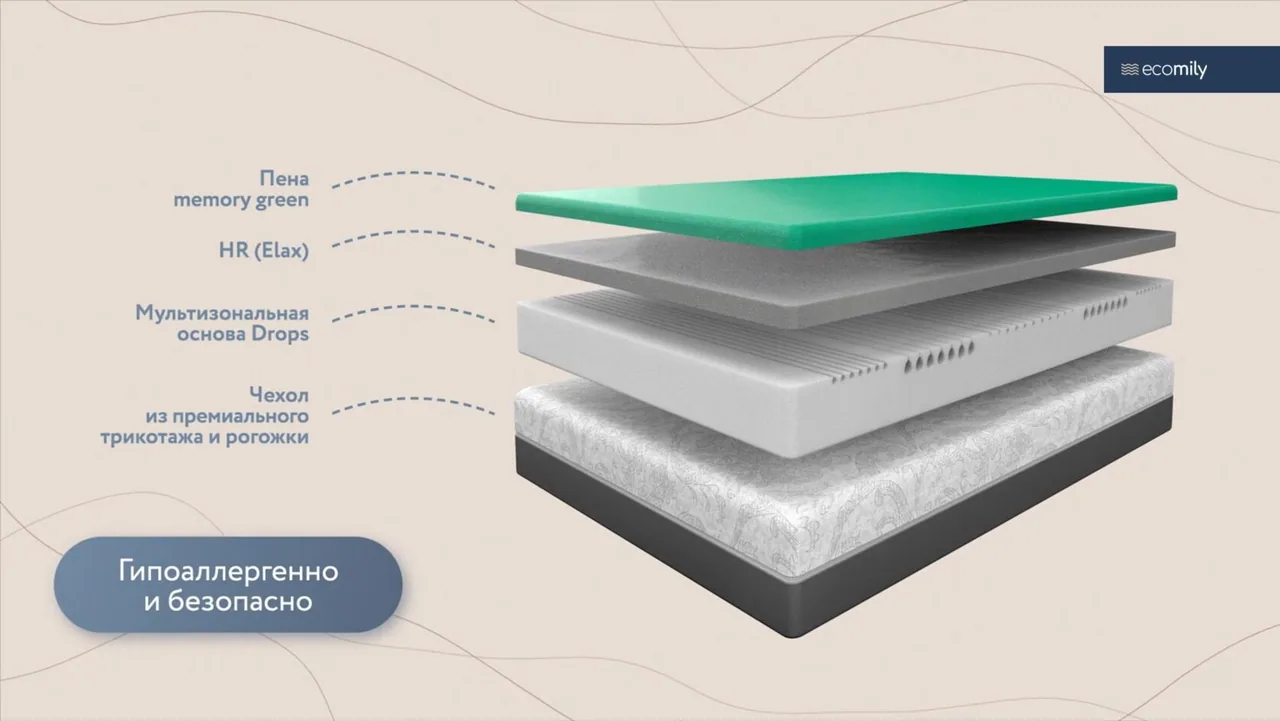 ecomily
Пена
memory green
HR (Elax)
Мультизональная
основа Drops
Чехол
из премиального
трикотажа и рогожки
Гипоаллергенно
и безопасно